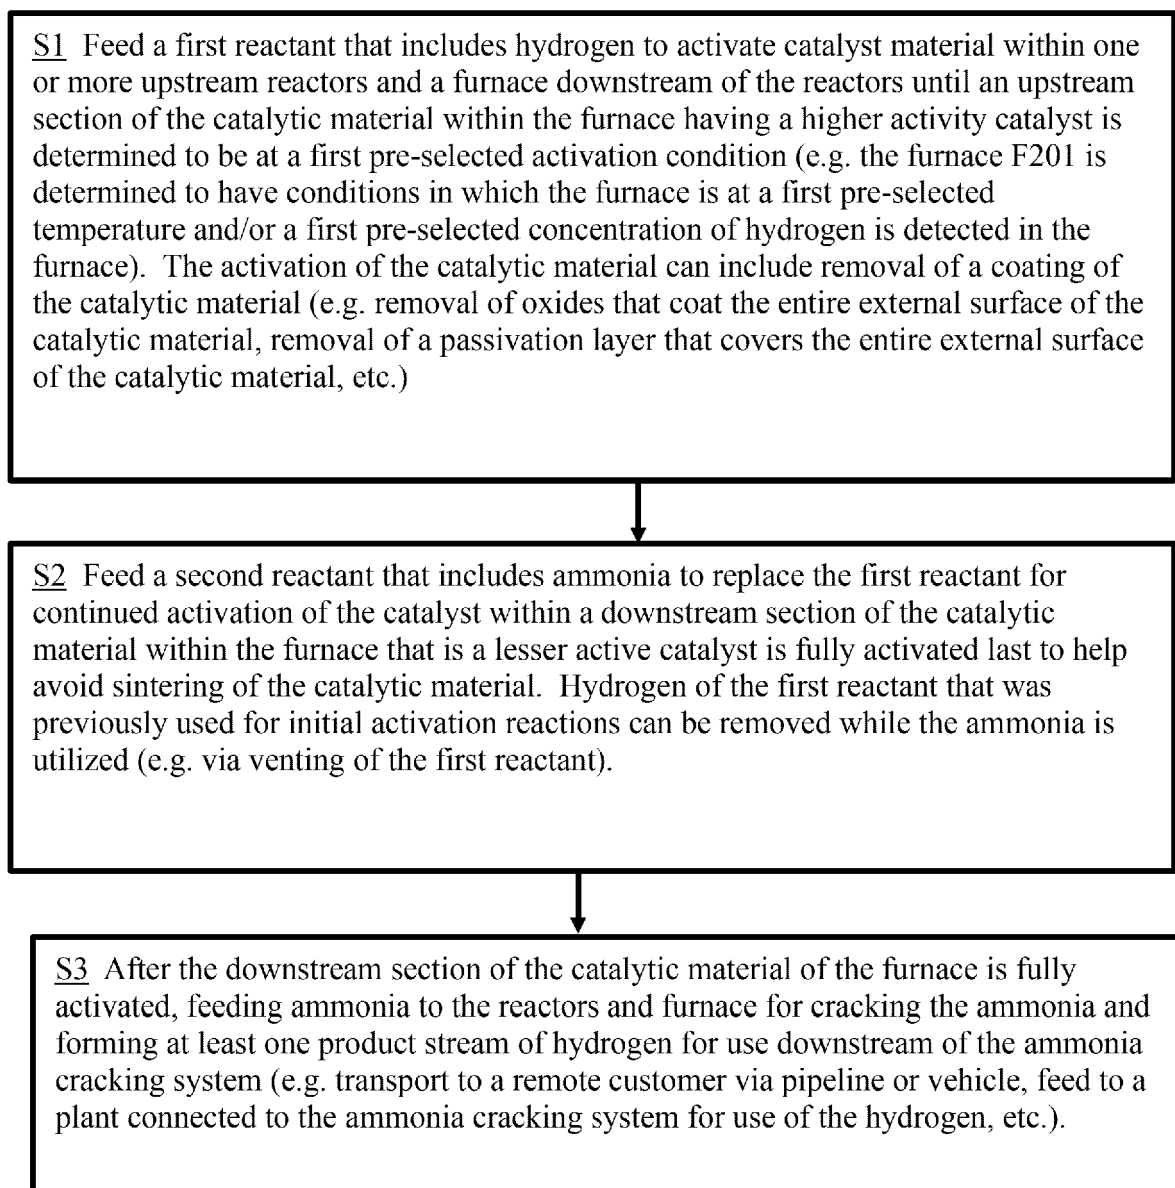 S1 Feed a first reactant that includes hydrogen to activate catalyst material within one
or more upstream reactors and a furnace downstream of the reactors until an upstream
section of the catalytic material within the furnace having a higher activity catalyst is
determined to be at a first pre-selected activation condition (e.g. the furnace F201 is
determined to have conditions in which the furnace is at a first pre-selected
temperature and/or a first pre-selected concentration of hydrogen is detected in the
furnace). The activation of the catalytic material can include removal of a coating of
the catalytic material (e.g. removal of oxides that coat the entire external surface of the
catalytic material, removal of a passivation layer that covers the entire external surface
of the catalytic material, etc.)
S2 Feed a second reactant that includes ammonia to replace the first reactant for
continued activation of the catalyst within a downstream section of the catalytic
material within the furnace that is a lesser active catalyst is fully activated last to help
avoid sintering of the catalytic material. Hydrogen of the first reactant that was
previously used for initial activation reactions can be removed while the ammonia is
utilized (e.g. via venting of the first reactant).
S3 After the downstream section of the catalytic material of the furnace is fully
activated, feeding ammonia to the reactors and furnace for cracking the ammonia and
forming at least one product stream of hydrogen for use downstream of the ammonia
cracking system (e.g. transport to a remote customer via pipeline or vehicle, feed to a
plant connected to the ammonia cracking system for use of the hydrogen, etc.).